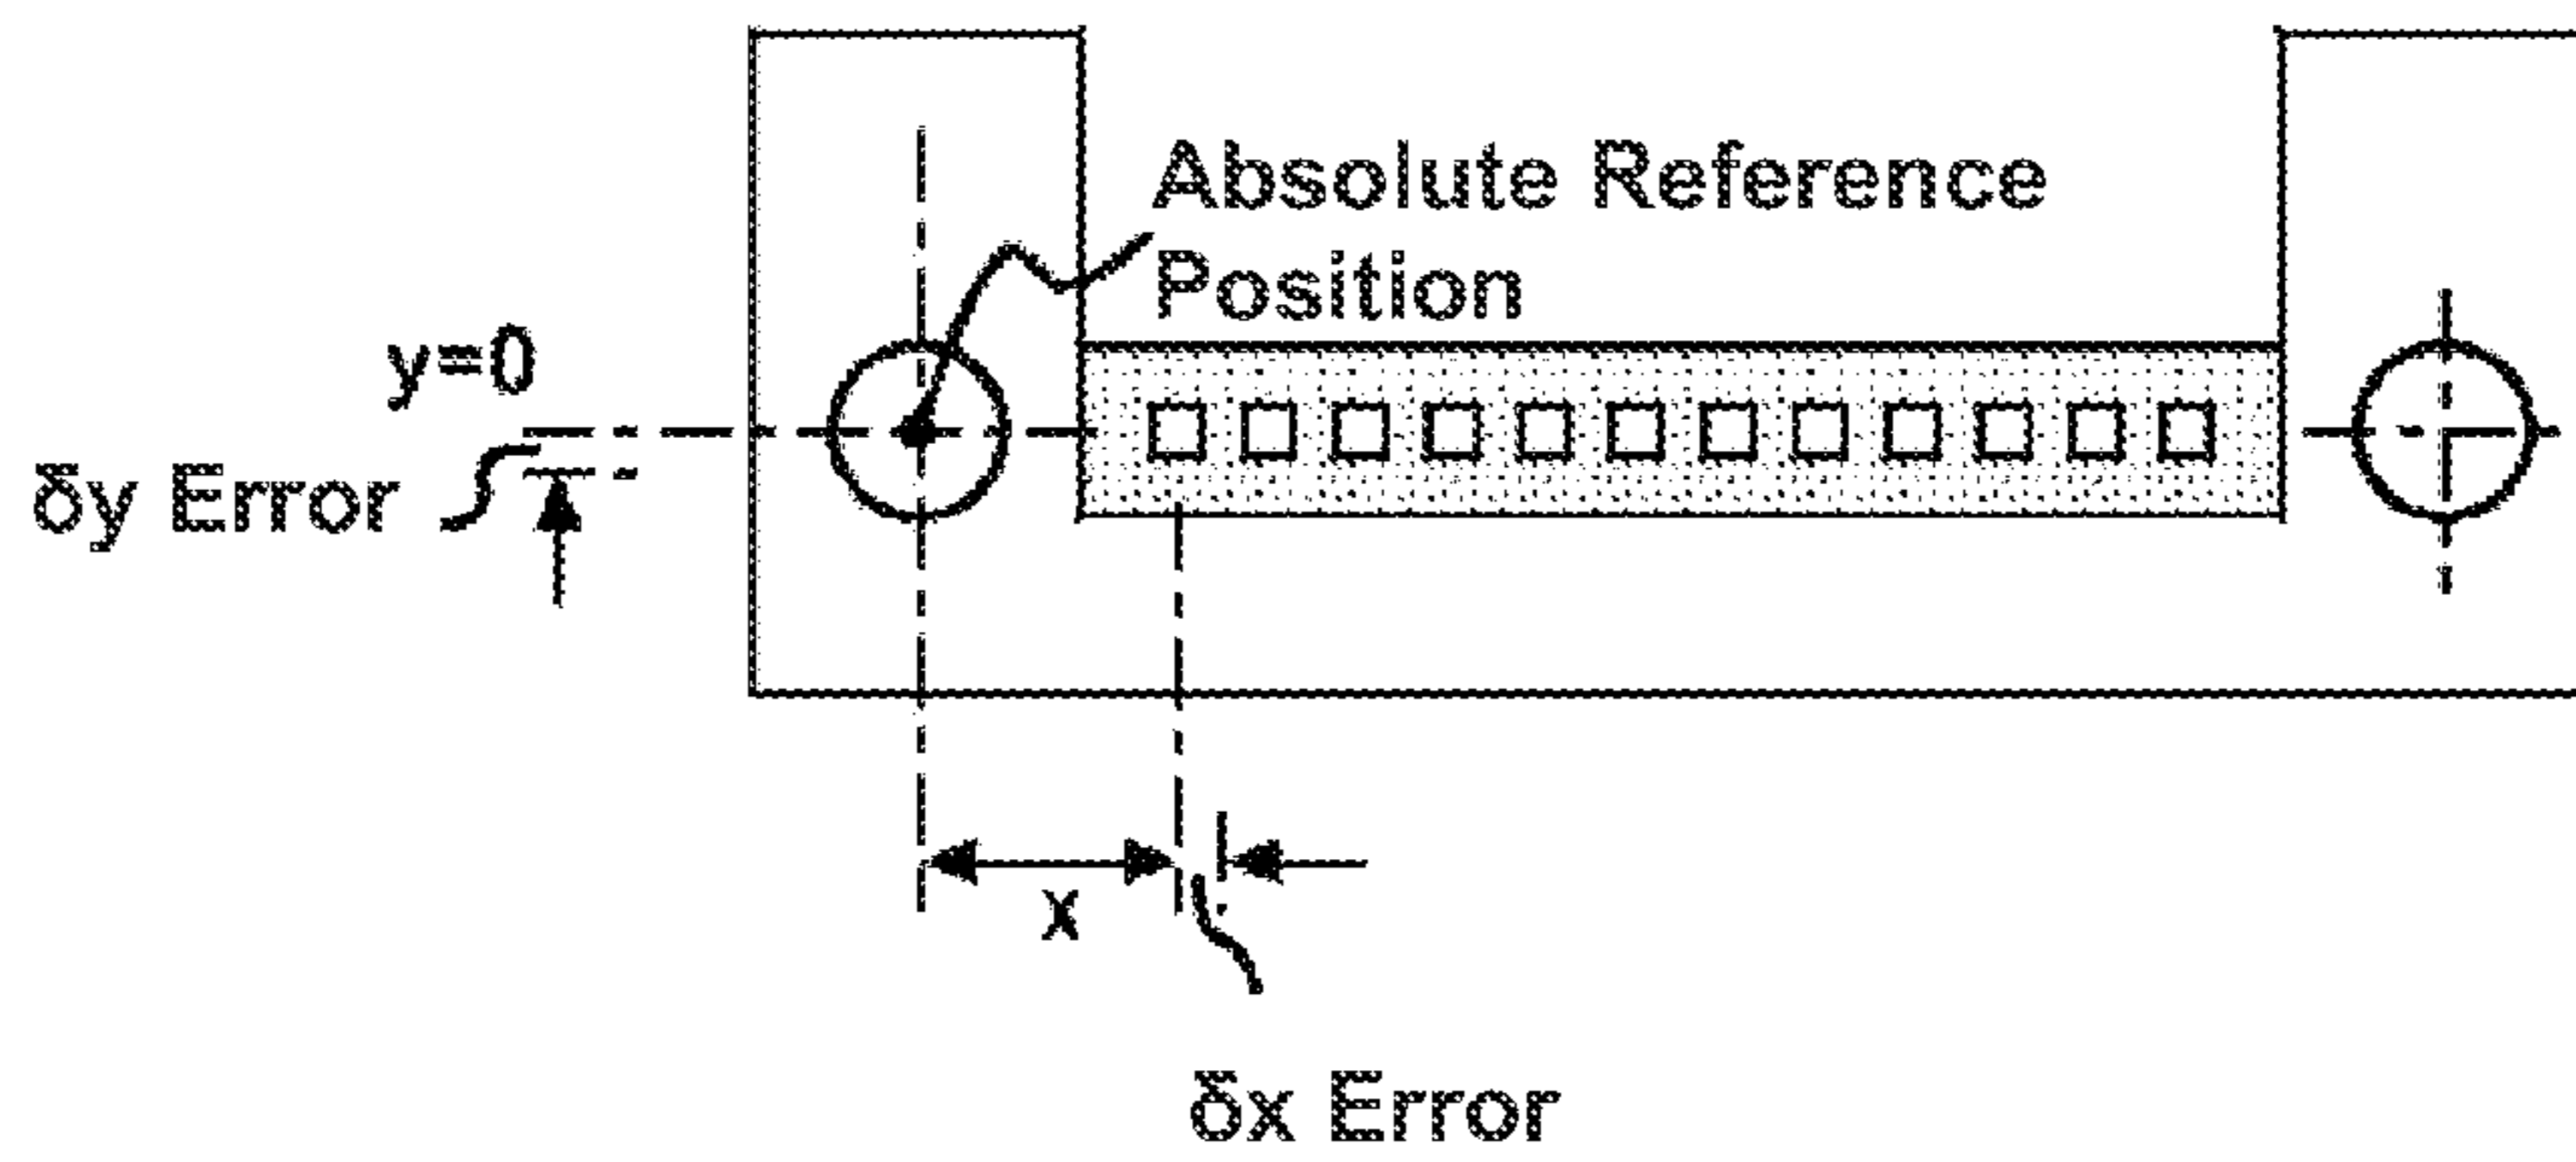 Absolute Reference
Position
y=0
δy Error
x
δx Error